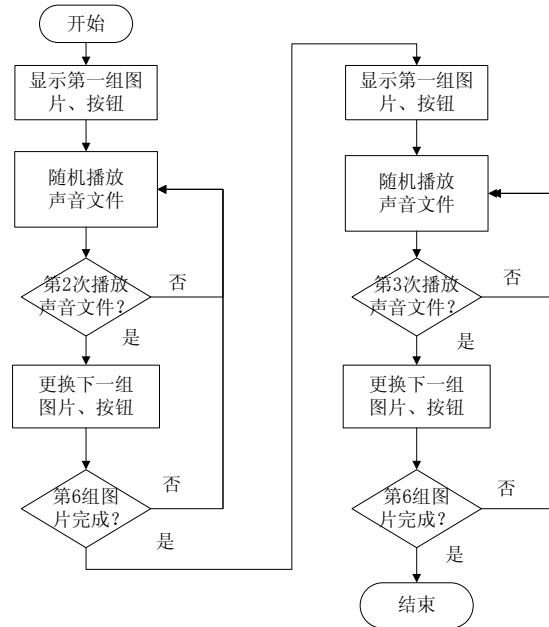 开始
显示第一组图
片、按钮
随机播放
声音文件
第2次播放
声音文件？
否
是
更换下一组
图片、按钮
第6组图
片完成？
否
是
显示第一组图
片、按钮
随机播放
声音文件
第3次播放
声音文件？
否
是
更换下一组
图片、按钮
第6组图
片完成？
否
是
结束